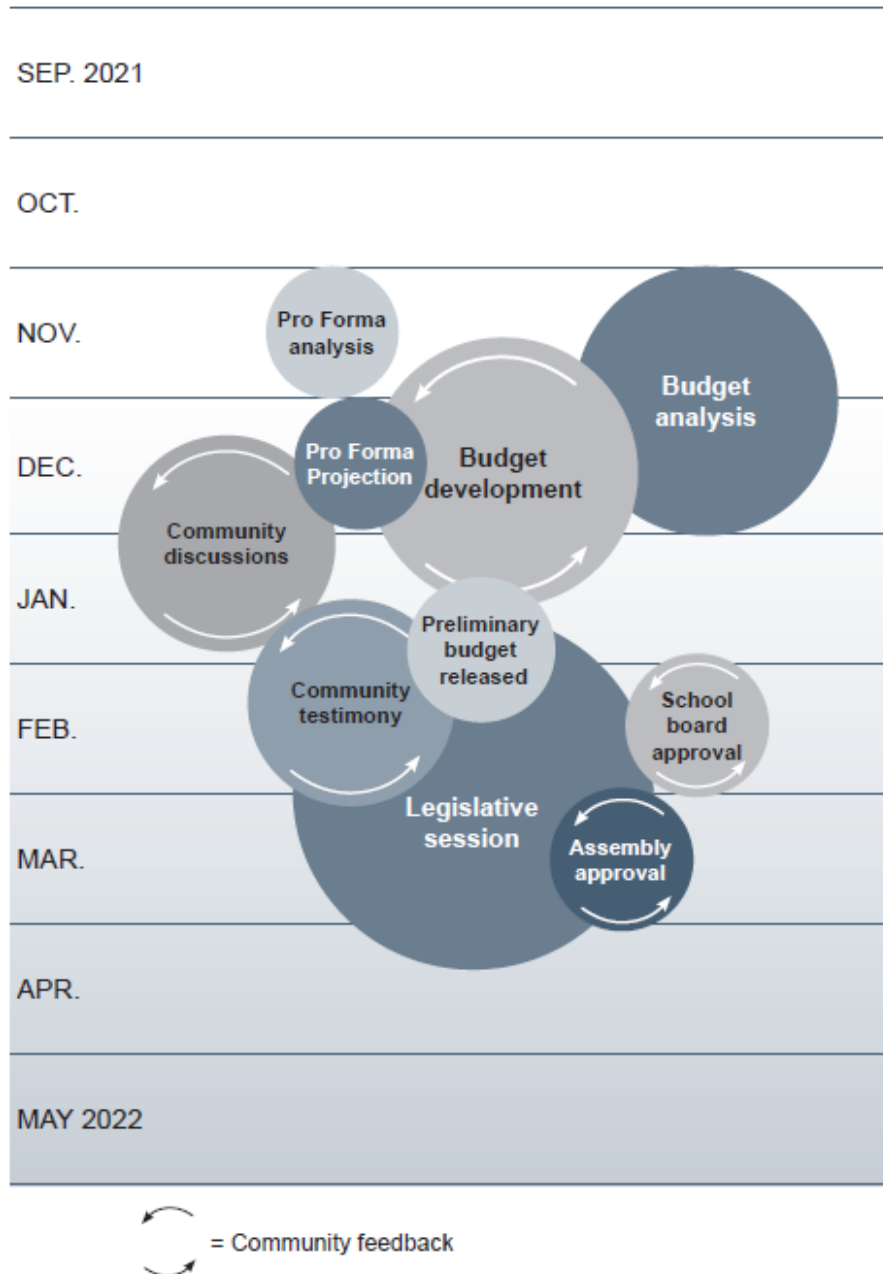 SEP. 2021
OCT.
NOV.
Pro Forma
analysis
Budget
analysis
DEC.
Pro Forma
Projection
Budget
development
Community
discussions
JAN.
Preliminary
budget
released
Community
testimony
FEB.
School
board
approval
Legislative
session
MAR.
Assembly
approval
APR.
MAY 2022
= Community feedback